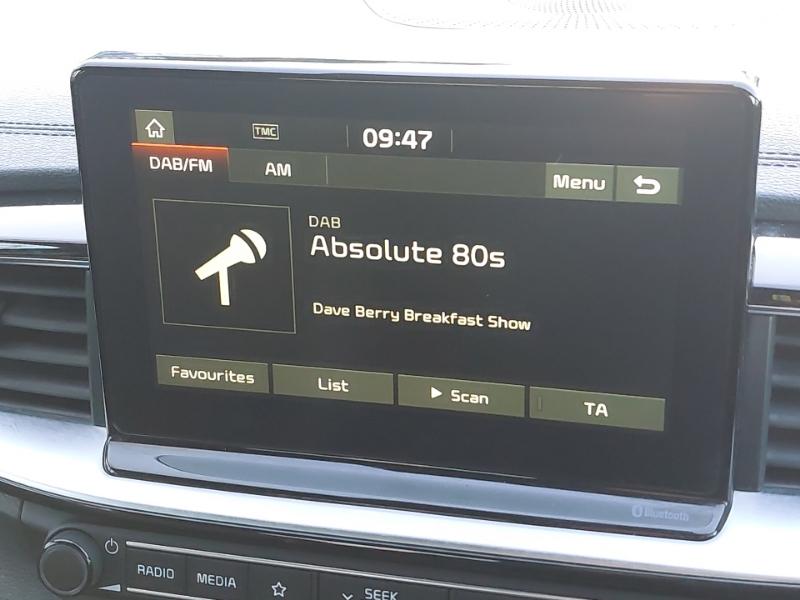 TMC
09:47
DAB/FM AM
Menu
DAB
Absolute 80s
Dave Berry Breakfast Show
Favourites List Scan TA
Bluetooth
RADIO MEDIA SEEK